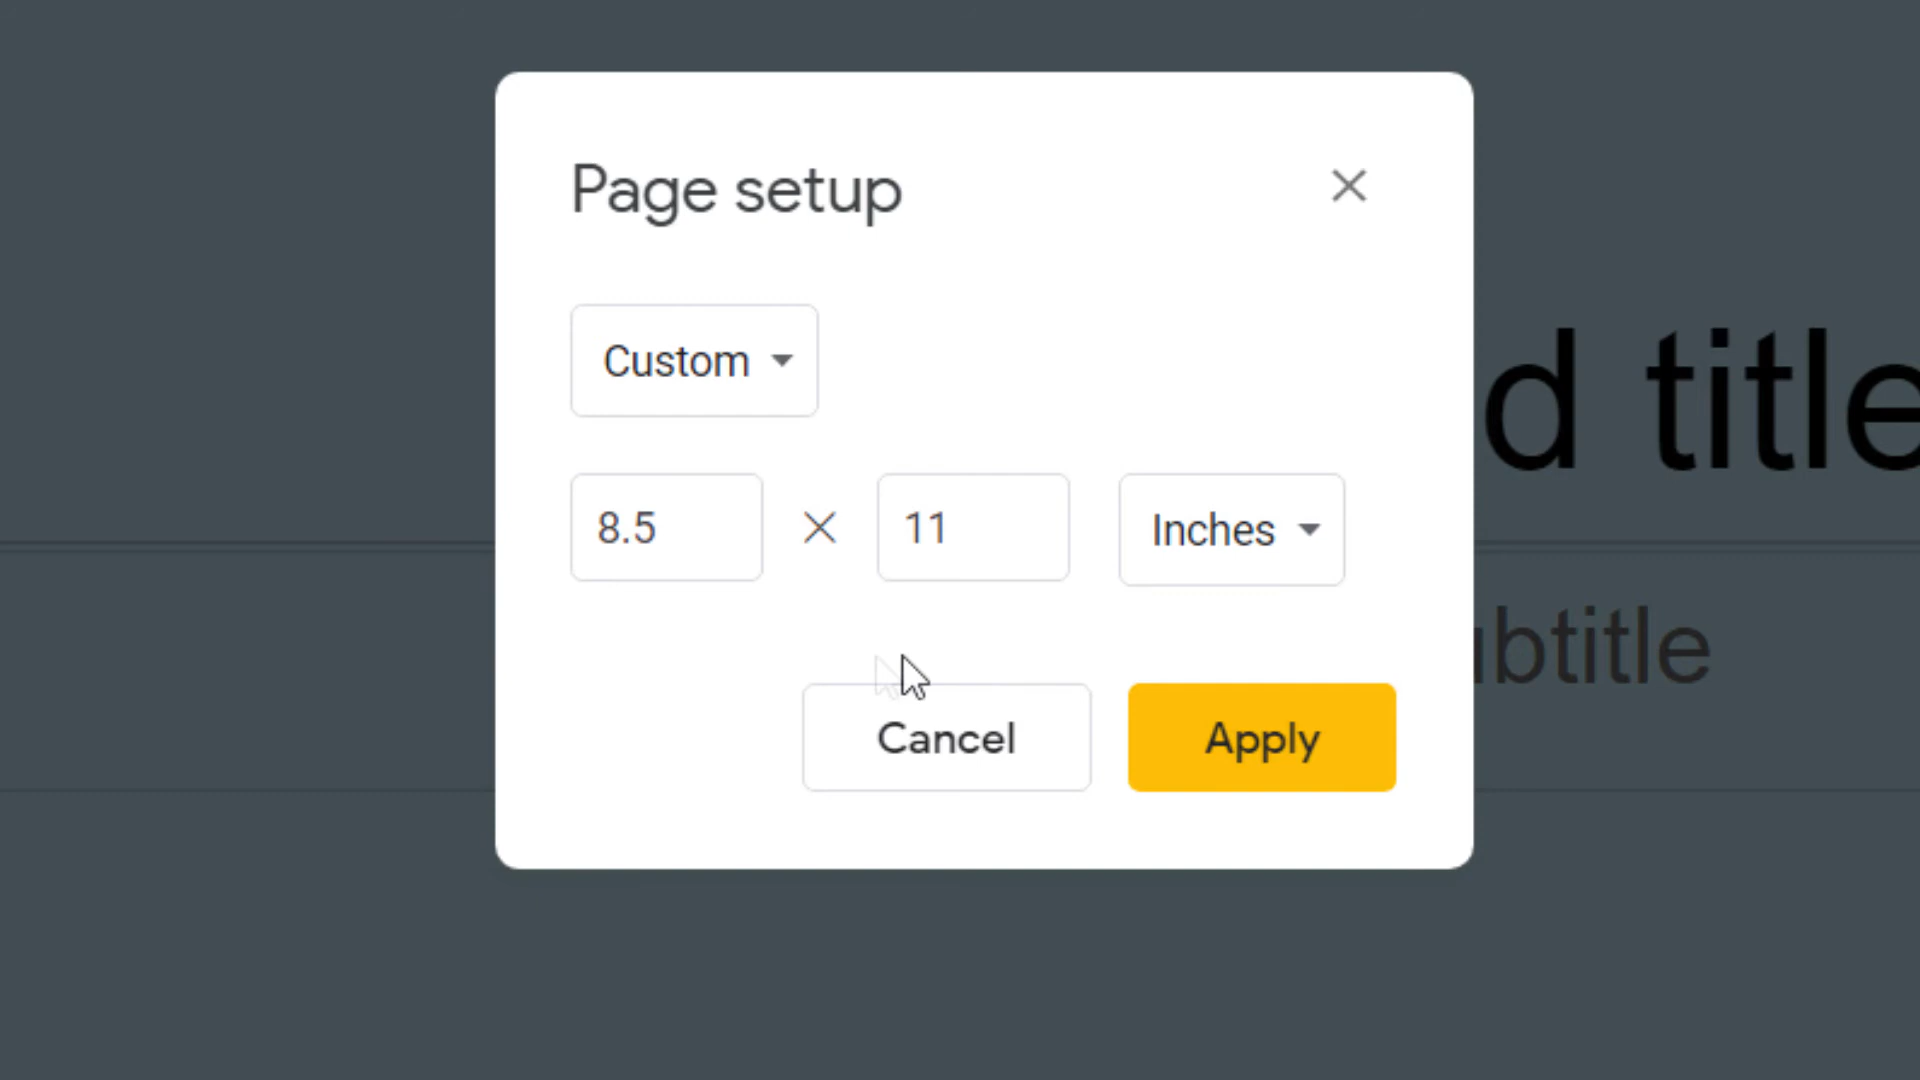 Page setup
Custom
d title
8.5 × 11 Inches
btitle
Cancel Apply